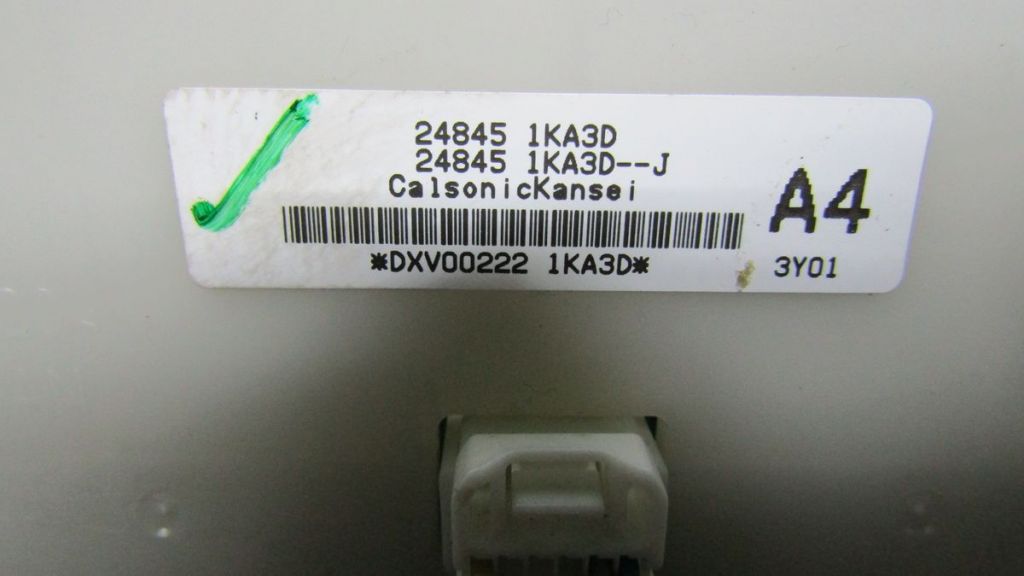 24845 1KA3D
24845 1KA3D--J
CalsonicKansei
A4
*DXV00222 1KA3D*
3Y01